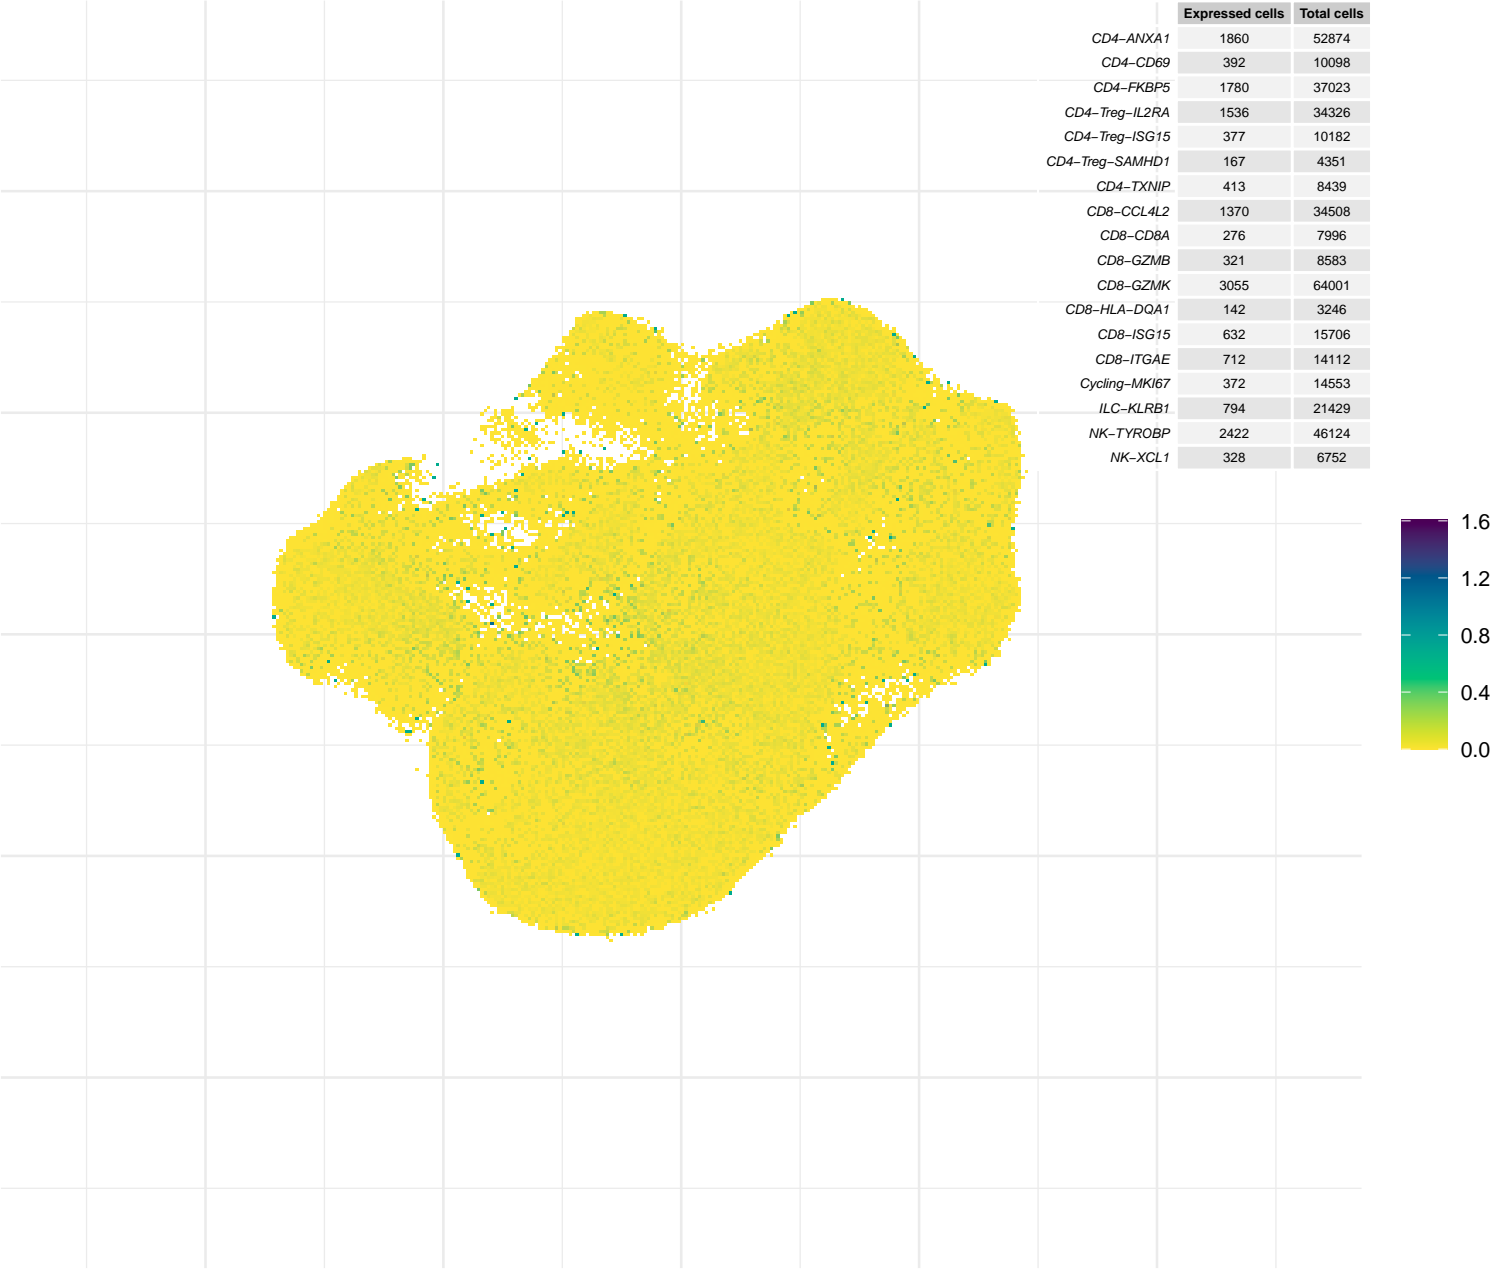 Expressed cells Total cells
CD4−ANXA1 1860 52874
CD4−CD69 392 10098
CD4−FKBP5 1780 37023
CD4−Treg−IL2RA 1536 34326
CD4−Treg−ISG15 377 10182
CD4−Treg−SAMHD1 167 4351
CD4−TXNIP 413 8439
CD8−CCL4L2 1370 34508
CD8−CD8A 276 7996
CD8−GZMB 321 8583
CD8−GZMK 3055 64001
CD8−HLA−DQA1 142 3246
CD8−ISG15 632 15706
CD8−ITGAE 712 14112
Cycling−MKI67 372 14553
ILC−KLRB1 794 21429
NK−TYROBP 2422 46124
NK−XCL1 328 6752
1.6
1.2
0.8
0.4
0.0